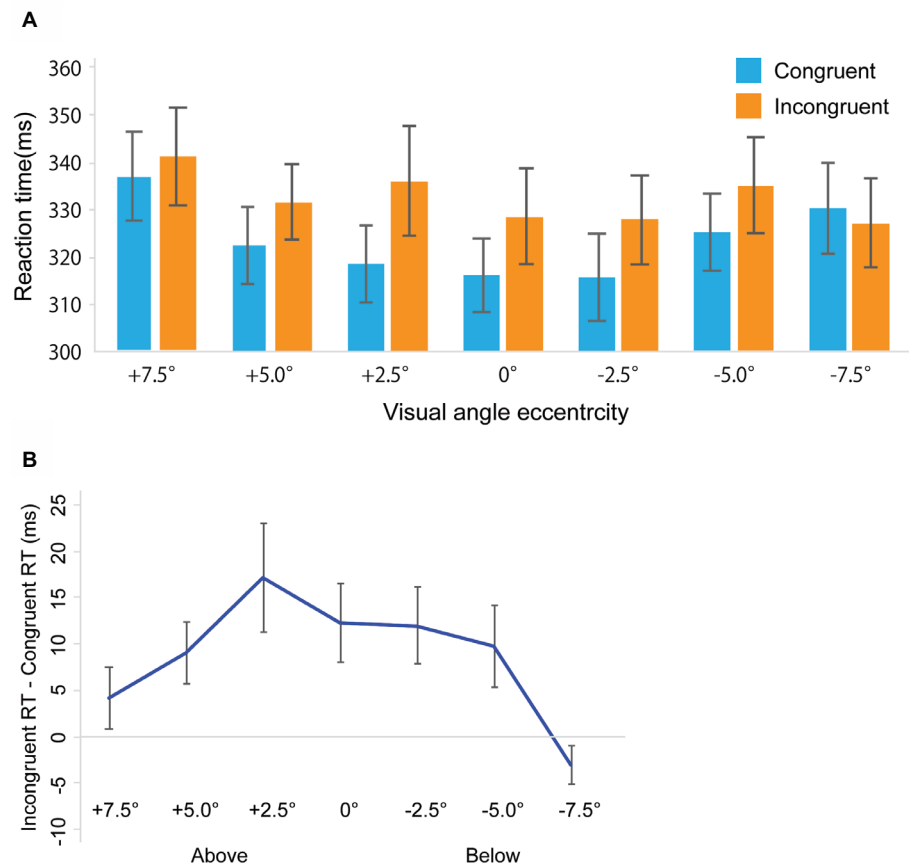 A
360
350
340
330
320
310
300
Reaction time(ms)
Congruent
Incongruent
+7.5° +5.0° +2.5° 0° -2.5° -5.0° -7.5°
Visual angle eccentrcity
B
25
20
15
10
5
0
-5
-10
Incongruent RT - Congruent RT (ms)
+7.5° +5.0° +2.5° 0° -2.5° -5.0° -7.5°
Above Below